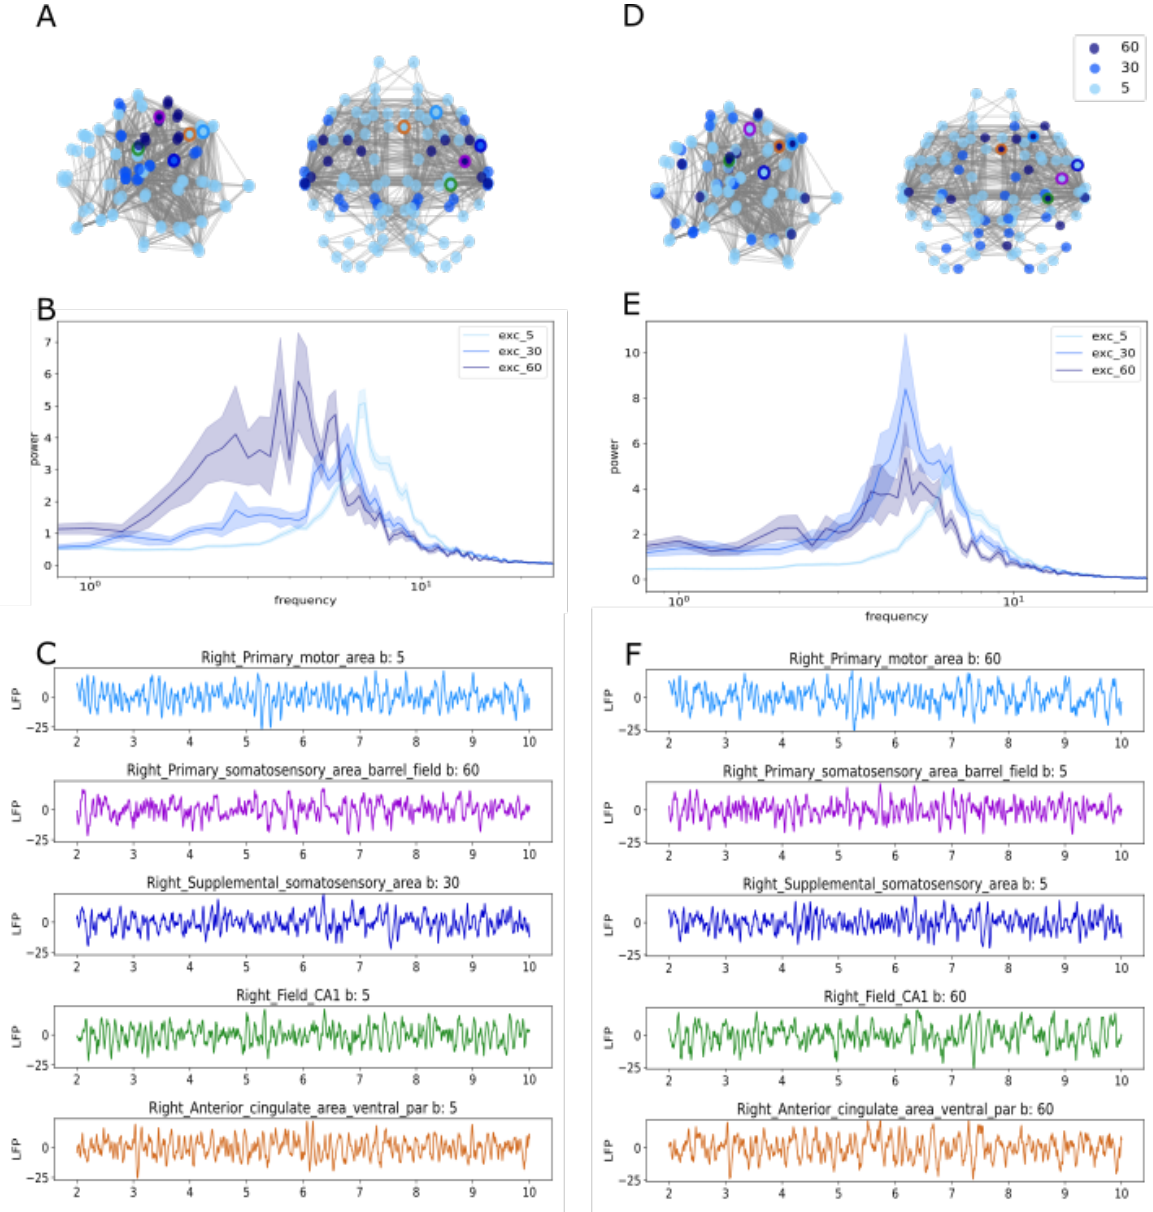 A
D
60
30
5
B
7
6
5
4
3
2
1
0
power
exc_5
exc_30
exc_60
10^0
10^1
frequency
E
10
8
6
4
2
0
power
exc_5
exc_30
exc_60
10^0
10^1
frequency
C
Right_Primary_motor_area b: 5
LFP
0
−25
2 3 4 5 6 7 8 9 10
Right_Primary_somatosensory_area_barrel_field b: 60
LFP
0
−25
2 3 4 5 6 7 8 9 10
Right_Supplemental_somatosensory_area b: 30
LFP
0
−25
2 3 4 5 6 7 8 9 10
Right_Field_CA1 b: 5
LFP
0
−25
2 3 4 5 6 7 8 9 10
Right_Anterior_cingulate_area_ventral_par b: 5
LFP
0
−25
2 3 4 5 6 7 8 9 10
F
Right_Primary_motor_area b: 60
LFP
0
−25
2 3 4 5 6 7 8 9 10
Right_Primary_somatosensory_area_barrel_field b: 5
LFP
0
−25
2 3 4 5 6 7 8 9 10
Right_Supplemental_somatosensory_area b: 5
LFP
0
−25
2 3 4 5 6 7 8 9 10
Right_Field_CA1 b: 60
LFP
0
−25
2 3 4 5 6 7 8 9 10
Right_Anterior_cingulate_area_ventral_par b: 60
LFP
0
−25
2 3 4 5 6 7 8 9 10